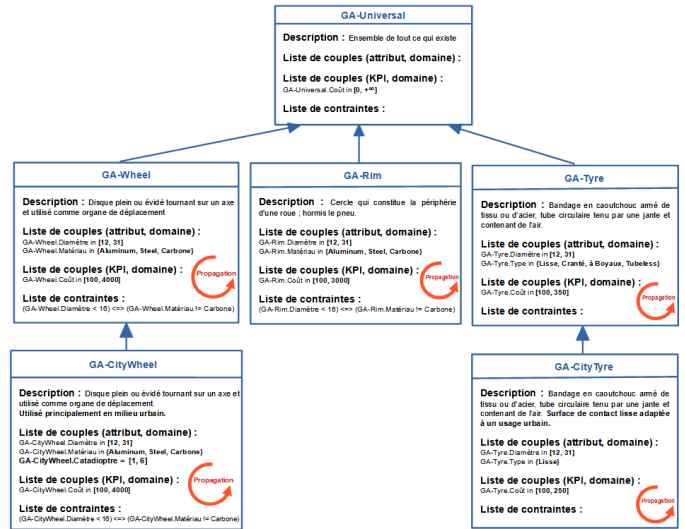 GA-Universal
Description : Ensemble de tout ce qui existe
Liste de couples (attribut, domaine) :
Liste de couples (KPI, domaine) :
GA-Universal.Coût in [0, +∞]
Liste de contraintes :
GA-Wheel
Description : Disque plein ou évidé tournant sur un axe
et utilisé comme organe de déplacement
Liste de couples (attribut, domaine) :
GA-Wheel.Diamètre in [12, 31]
GA-Wheel.Matériau in {Aluminum, Steel, Carbone}
Liste de couples (KPI, domaine) :
GA-Wheel.Coût in [100, 4000]
Propagation
Liste de contraintes :
(GA-Wheel.Diamètre < 16) <=> (GA-Wheel.Matériau != Carbone)
GA-Rim
Description : Cercle qui constitue la périphérie
d'une roue ; hormis le pneu.
Liste de couples (attribut, domaine) :
GA-Rim.Diamètre in [12, 31]
GA-Rim.Matériau in {Aluminum, Steel, Carbone}
Liste de couples (KPI, domaine) :
GA-Rim.Coût in [100, 3000]
Propagation
Liste de contraintes :
(GA-Rim.Diamètre < 16) <=> (GA-Rim.Matériau != Carbone)
GA-Tyre
Description : Bandage en caoutchouc armé de
tissu ou d'acier, tube circulaire tenu par une jante et
contenant de l'air.
Liste de couples (attribut, domaine) :
GA-Tyre.Diamètre in [12, 31]
GA-Tyre.Type in {Lisse, Cranté, à Boyaux, Tubeless}
Liste de couples (KPI, domaine) :
GA-Tyre.Coût in [100, 350]
Propagation
Liste de contraintes :
GA-CityWheel
Description : Disque plein ou évidé tournant sur un axe et
utilisé comme organe de déplacement.
Utilisé principalement en milieu urbain.
Liste de couples (attribut, domaine) :
GA-CityWheel.Diamètre in [12, 31]
GA-CityWheel.Matériau in {Aluminum, Steel, Carbone}
GA-CityWheel.Catadioptre = [1, 6]
Liste de couples (KPI, domaine) :
GA-CityWheel.Coût in [100, 4000]
Propagation
Liste de contraintes :
(GA-CityWheel.Diamètre < 16) <=> (GA-CityWheel.Matériau != Carbone)
GA-CityTyre
Description : Bandage en caoutchouc armé de
tissu ou d'acier, tube circulaire tenu par une jante et
contenant de l'air. Surface de contact lisse adaptée
à un usage urbain.
Liste de couples (attribut, domaine) :
GA-Tyre.Diamètre in [12, 31]
GA-Tyre.Type in {Lisse}
Liste de couples (KPI, domaine) :
GA-Tyre.Coût in [100, 250]
Propagation
Liste de contraintes :